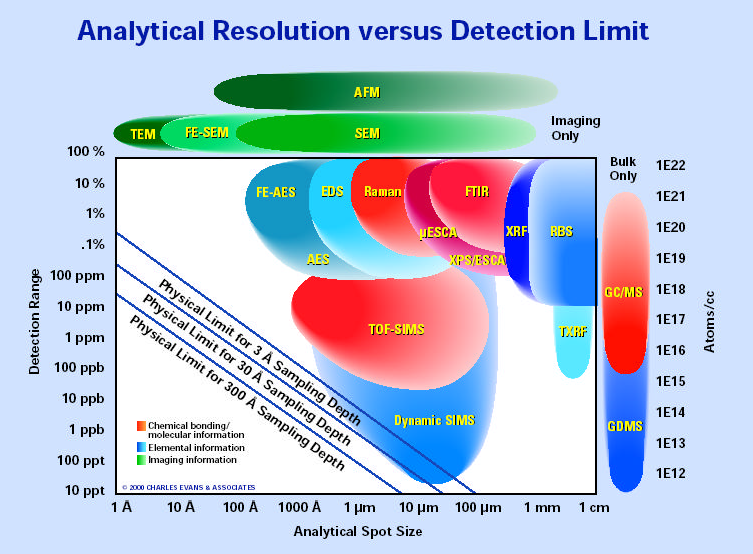 Analytical Resolution versus Detection Limit
AFM
TEM
FE-SEM
SEM
Imaging
Only
100 %
10 %
1%
.1%
100 ppm
10 ppm
1 ppm
100 ppb
10 ppb
1 ppb
100 ppt
10 ppt
Detection Range
Bulk
Only
1E22
1E21
1E20
1E19
1E18
1E17
1E16
1E15
1E14
1E13
1E12
Atoms/cc
FE-AES
EDS
Raman
FTIR
µESCA
XRF
RBS
AES
XPS/ESCA
GC/MS
TOF-SIMS
TXRF
Dynamic SIMS
GDMS
Physical Limit for 3 Å Sampling Depth
Physical Limit for 30 Å Sampling Depth
Physical Limit for 300 Å Sampling Depth
Chemical bonding/
molecular information
Elemental information
Imaging information
© 2000 CHARLES EVANS & ASSOCIATES
1 Å
10 Å
100 Å
1000 Å
1 µm
10 µm
100 µm
1 mm
1 cm
Analytical Spot Size